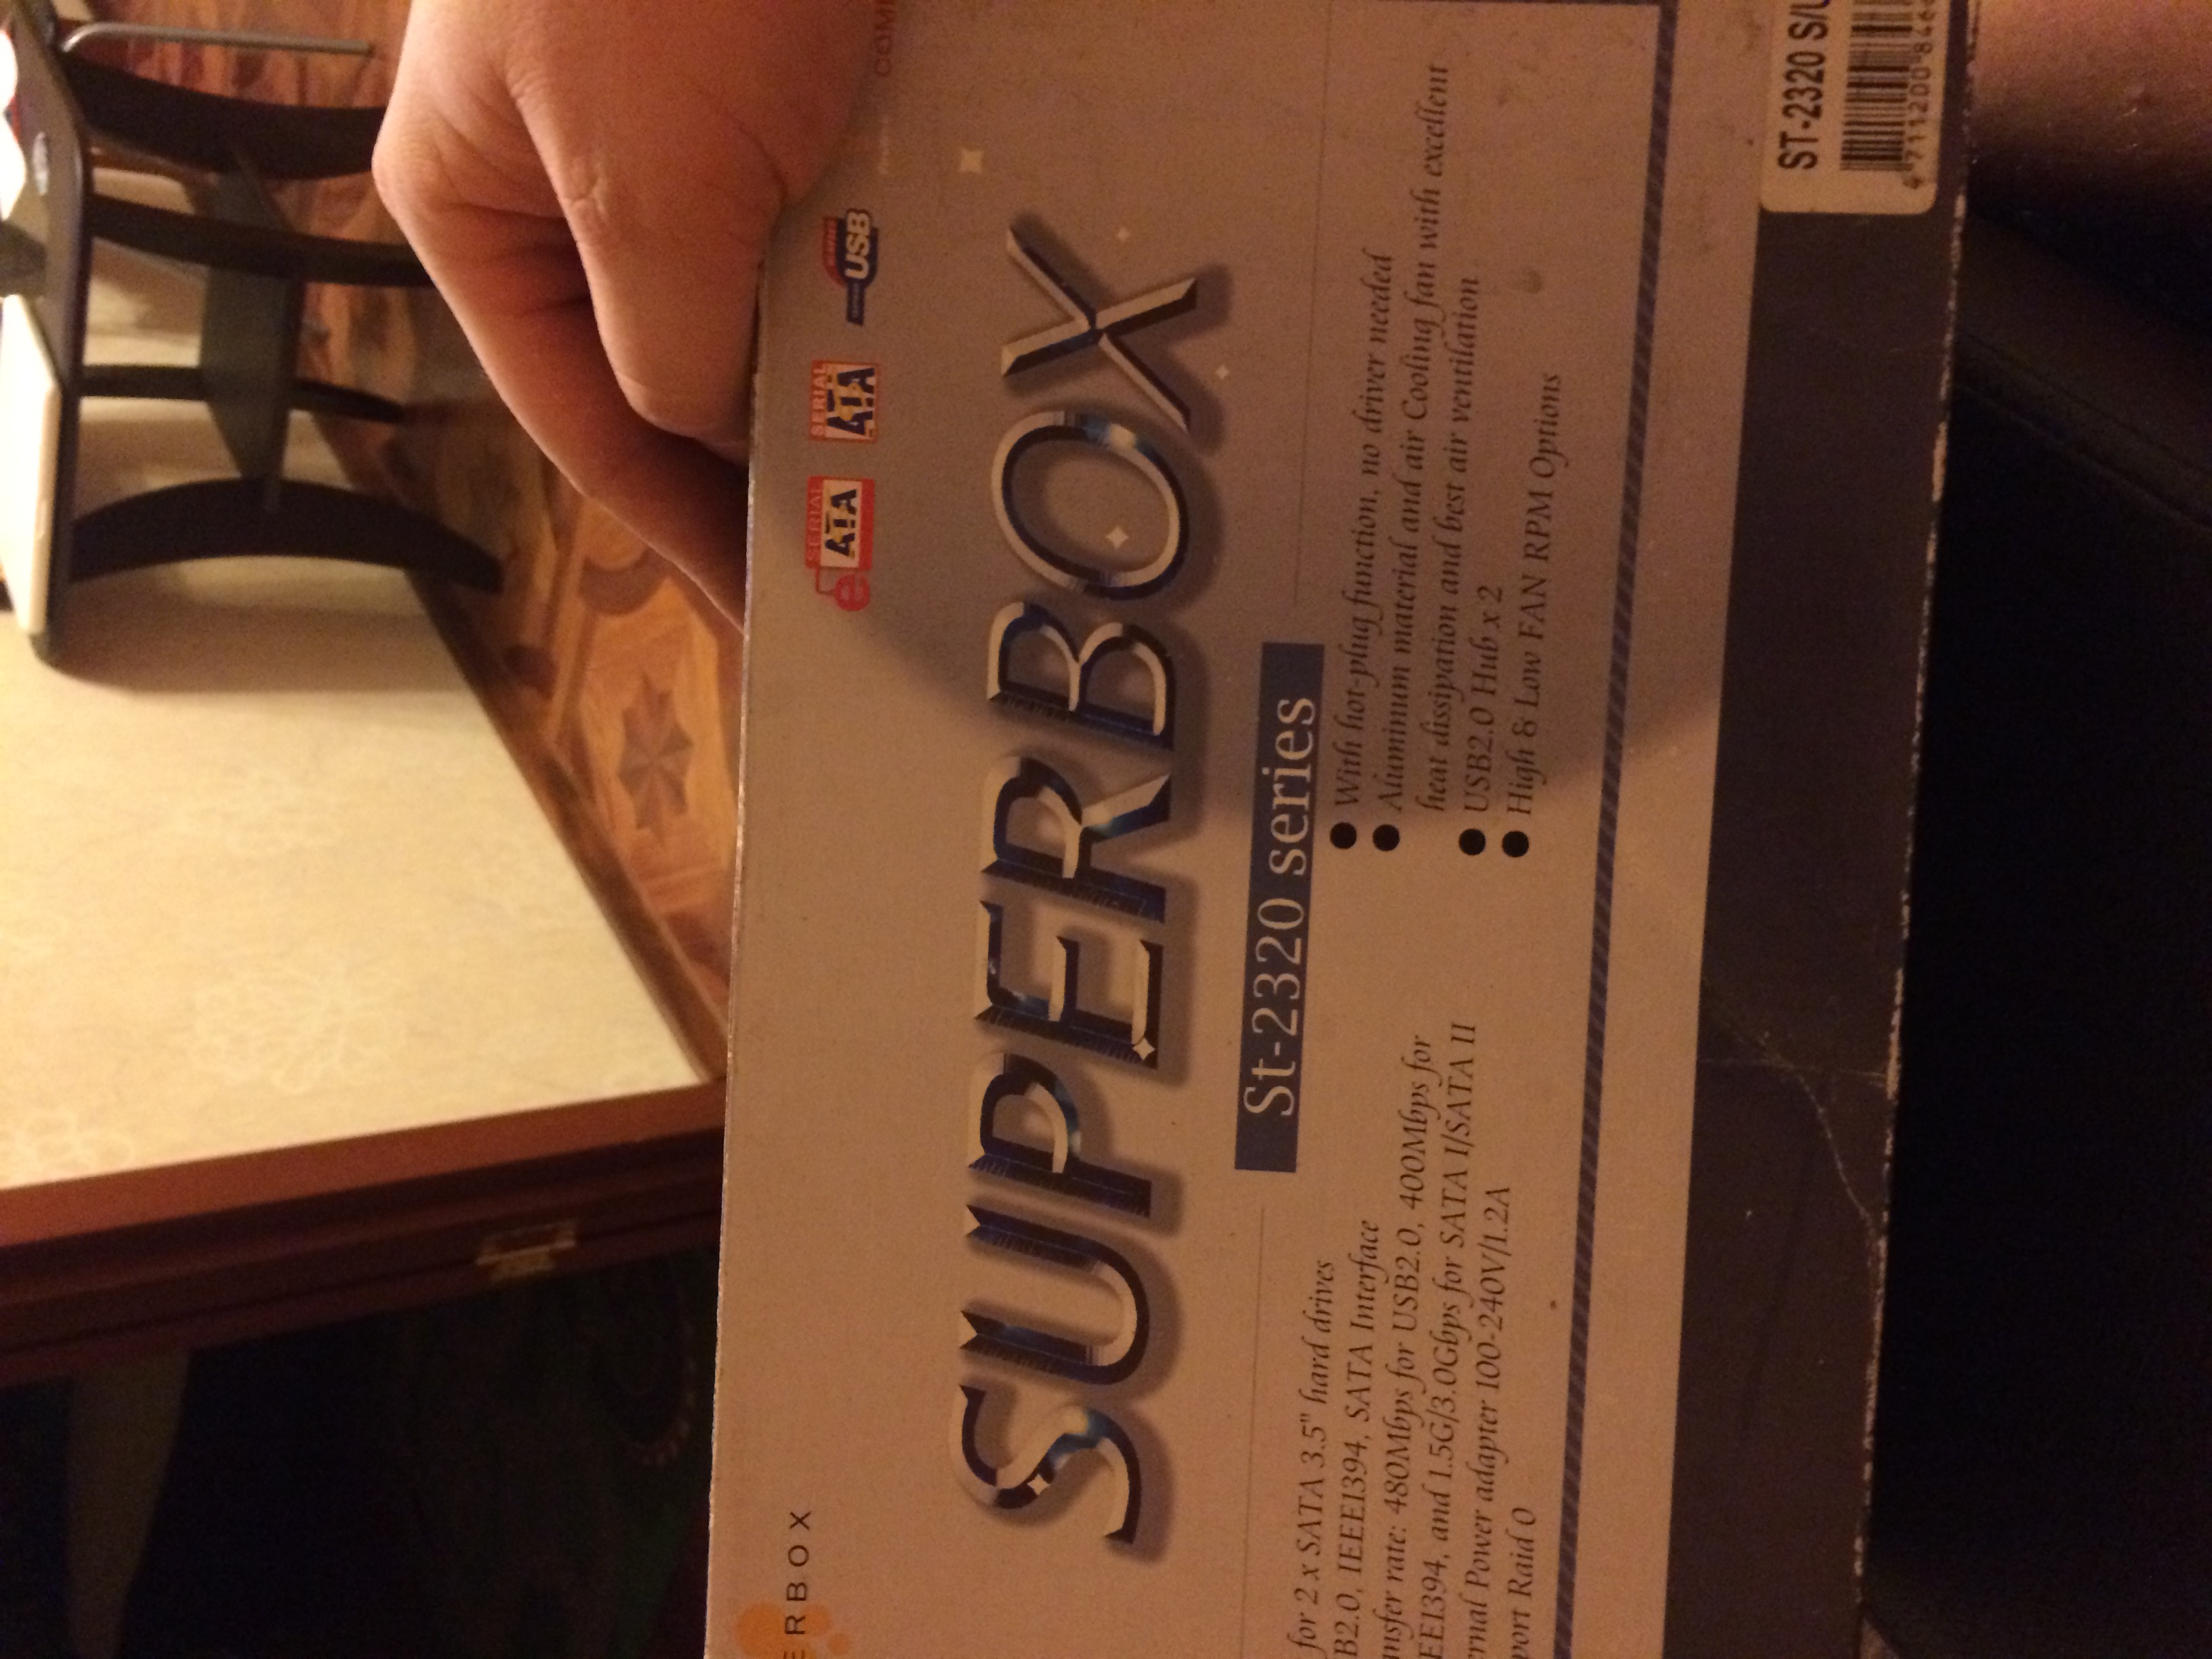 ERBOX
SERIAL
ATA
SERIAL
ATA
USB
COM
SUPERBOX
St-2320 series
for 2 x SATA 3.5" hard drives
B2.0, IEEE1394, SATA Interface
nsfer rate: 480Mbps for USB2.0, 400Mbps for
EEE1394, and 1.5G/3.0Gbps for SATA I/SATA II
rnal Power adapter 100-240V/1.2A
port Raid 0
With hot-plug function, no driver needed
Aluminum material and air Cooling fan with excellent
heat dissipation and best air ventilation
USB2.0 Hub x 2
High & Low FAN RPM Options
ST-2320 S/U